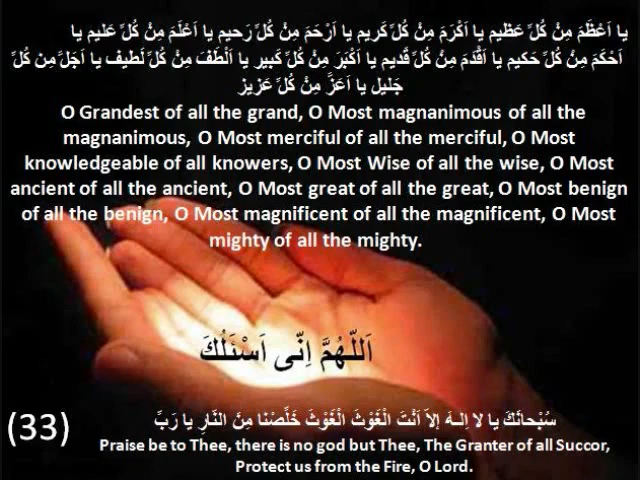 يا اَعْظَمَ مِنْ كُلِّ عَظيمٍ يا اَكْرَمَ مِنْ كُلِّ كَريمٍ يا اَرْحَمَ مِنْ كُلِّ رَحيمٍ يا اَعْلَمَ مِنْ كُلِّ عَليمٍ يا
اَحْكَمَ مِنْ كُلِّ حَكيمٍ يا اَقْدَمَ مِنْ كُلِّ قَديمٍ يا اَكْبَرَ مِنْ كُلِّ كَبيرٍ يا اَلْطَفَ مِنْ كُلِّ لَطيفٍ يا اَجَلَّ مِن كُلِّ
جَليلٍ يا اَعَزَّ مِنْ كُلِّ عَزيزٍ
O Grandest of all the grand, O Most magnanimous of all the
magnanimous, O Most merciful of all the merciful, O Most
knowledgeable of all knowers, O Most Wise of all the wise, O Most
ancient of all the ancient, O Most great of all the great, O Most benign
of all the benign, O Most magnificent of all the magnificent, O Most
mighty of all the mighty.
اَللّهُمَّ اِنّى اَسْئَلُكَ
(33)
سُبْحانَكَ يا لا اِلـهَ إلاّ اَنْتَ الْغَوْثَ الْغَوْثَ خَلِّصْنا مِنَ النّارِ يا رَبِّ
Praise be to Thee, there is no god but Thee, The Granter of all Succor,
Protect us from the Fire, O Lord.